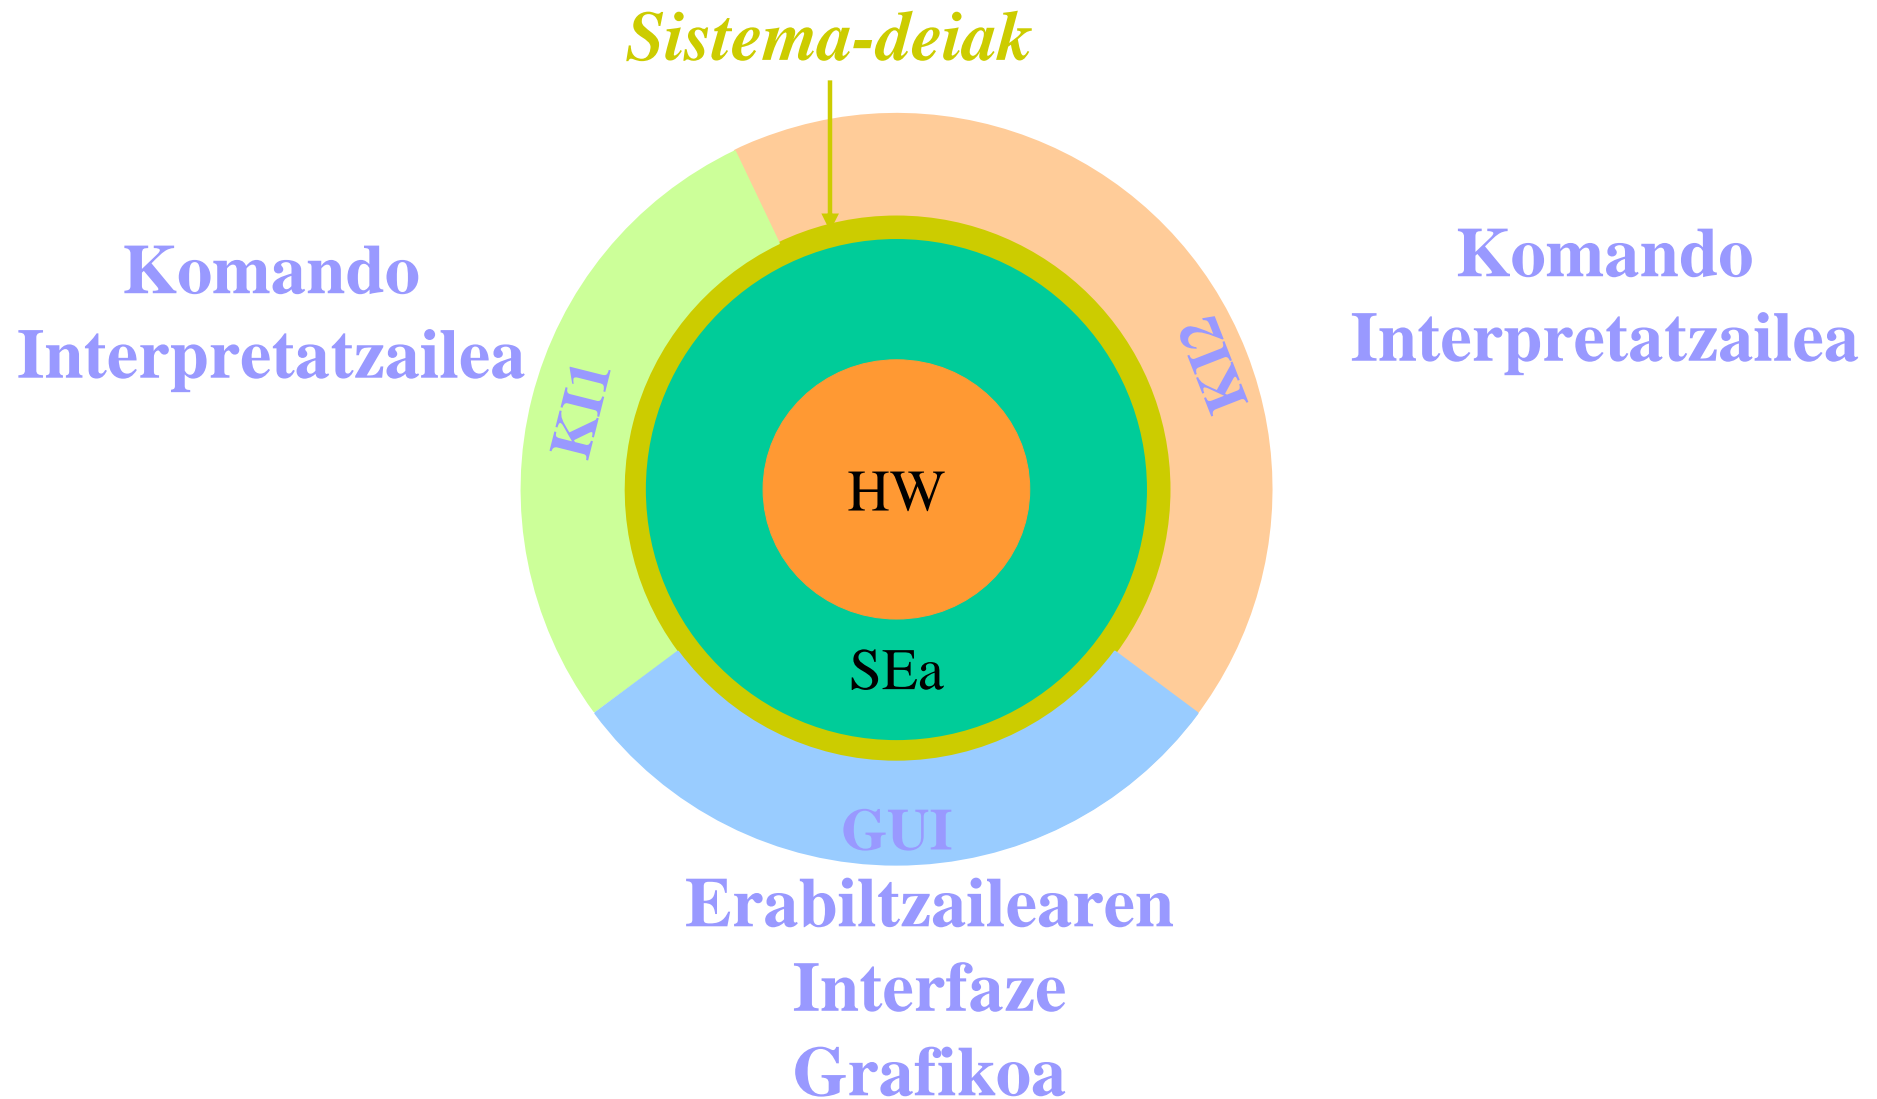 Sistema-deiak
Komando
Interpretatzailea
Komando
Interpretatzailea
KI1
KI2
HW
SEa
GUI
Erabiltzailearen
Interfaze
Grafikoa